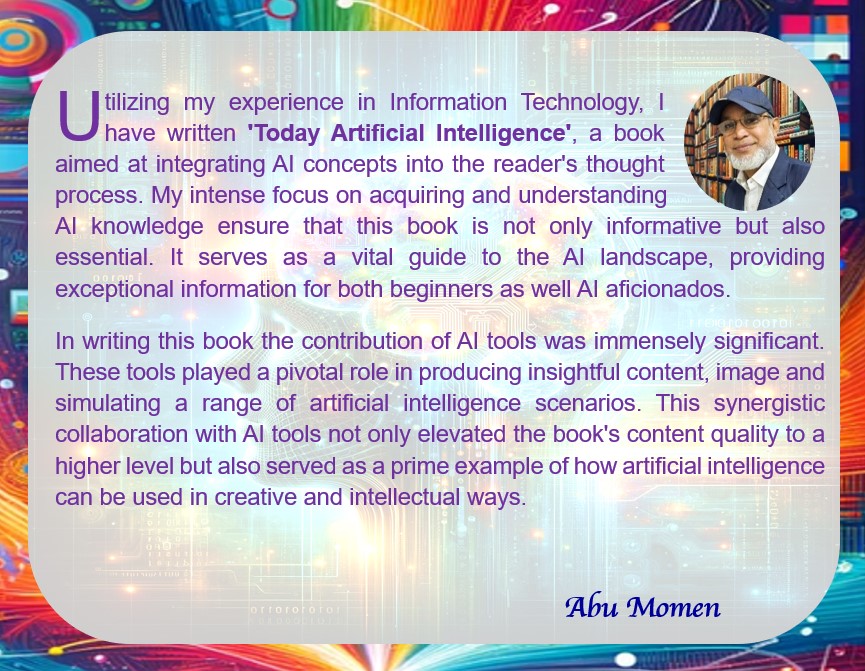 Utilizing my experience in Information Technology, I
have written 'Today Artificial Intelligence', a book
aimed at integrating AI concepts into the reader's thought
process. My intense focus on acquiring and understanding
AI knowledge ensure that this book is not only informative but also
essential. It serves as a vital guide to the AI landscape, providing
exceptional information for both beginners as well AI aficionados.
In writing this book the contribution of AI tools was immensely significant.
These tools played a pivotal role in producing insightful content, image and
simulating a range of artificial intelligence scenarios. This synergistic
collaboration with AI tools not only elevated the book's content quality to a
higher level but also served as a prime example of how artificial intelligence
can be used in creative and intellectual ways.
Abu Momen